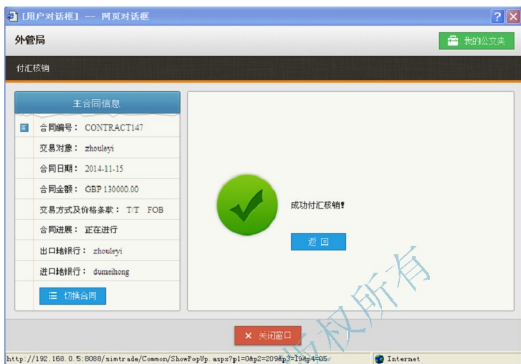 [用户对话框] -- 网页对话框
外管局
我的公文夹
付汇核销
主合同信息
合同编号： CONTRACT147
交易对象： zhouleyi
合同日期： 2014-11-15
合同金额： GBP 130000.00
交易方式及价格条款： T/T FOB
合同进展： 正在进行
出口地银行： zhouleyi
进口地银行： dumeihong
切换合同
成功付汇核销!
返 回
关闭窗口
版权所有
http://192.168.0.5:8088/simtrade/Common/ShowPopUp.aspx?p1=0&p2=209&p3=19&p4=05
Internet